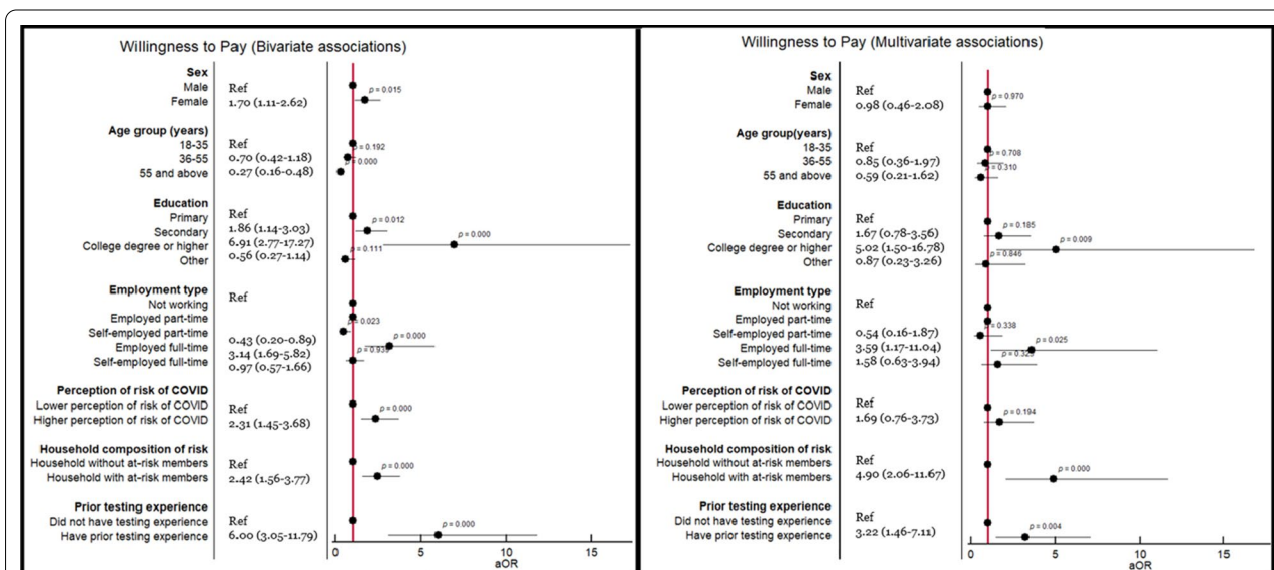 Willingness to Pay (Bivariate associations)
Sex
Male Ref
p = 0.015
Female 1.70 (1.11-2.62)
Age group (years)
18-35 Ref
p = 0.192
36-55 0.70 (0.42-1.18)
p = 0.000
55 and above 0.27 (0.16-0.48)
Education
Primary Ref
p = 0.012
Secondary 1.86 (1.14-3.03)
p = 0.000
College degree or higher 6.91 (2.77-17.27)
p = 0.111
Other 0.56 (0.27-1.14)
Employment type
Not working Ref
Employed part-time
p = 0.023
Self-employed part-time 0.43 (0.20-0.89)
p = 0.000
Employed full-time 3.14 (1.69-5.82)
p = 0.939
Self-employed full-time 0.97 (0.57-1.66)
Perception of risk of COVID
Lower perception of risk of COVID Ref
p = 0.000
Higher perception of risk of COVID 2.31 (1.45-3.68)
Household composition of risk
Household without at-risk members Ref
p = 0.000
Household with at-risk members 2.42 (1.56-3.77)
Prior testing experience
Did not have testing experience Ref
p = 0.000
Have prior testing experience 6.00 (3.05-11.79)
0 5 10 15
aOR
Willingness to Pay (Multivariate associations)
Sex
Male Ref
p = 0.970
Female 0.98 (0.46-2.08)
Age group(years)
18-35 Ref
p = 0.708
36-55 0.85 (0.36-1.97)
p = 0.310
55 and above 0.59 (0.21-1.62)
Education
Primary Ref
p = 0.185
Secondary 1.67 (0.78-3.56)
p = 0.009
College degree or higher 5.02 (1.50-16.78)
p = 0.846
Other 0.87 (0.23-3.26)
Employment type
Not working Ref
Employed part-time
p = 0.338
Self-employed part-time 0.54 (0.16-1.87)
p = 0.025
Employed full-time 3.59 (1.17-11.04)
Self-employed full-time 1.58 (0.63-3.94)
Perception of risk of COVID
Lower perception of risk of COVID Ref
p = 0.194
Higher perception of risk of COVID 1.69 (0.76-3.73)
Household composition of risk
Household without at-risk members Ref
p = 0.000
Household with at-risk members 4.90 (2.06-11.67)
Prior testing experience
Did not have testing experience Ref
p = 0.004
Have prior testing experience 3.22 (1.46-7.11)
0 5 10 15
aOR